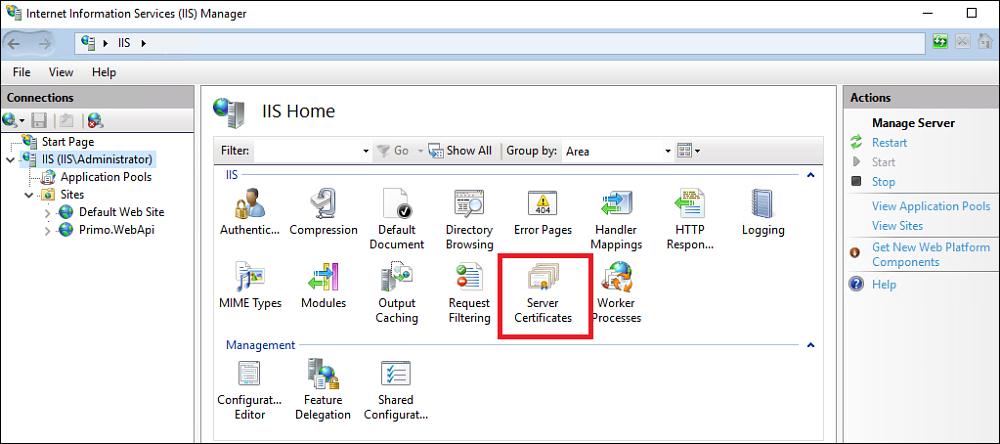 Internet Information Services (IIS) Manager
IIS
File View Help
Connections
Start Page
IIS (IIS\Administrator)
Application Pools
Sites
Default Web Site
Primo.WebApi
IIS Home
Filter: Go Show All Group by: Area
IIS
Authentic... Compression Default Document Directory Browsing Error Pages Handler Mappings HTTP Respon... Logging
404
MIME Types Modules Output Caching Request Filtering Server Certificates Worker Processes
Management
Configurat... Editor Feature Delegation Shared Configurat...
Actions
Manage Server
Restart
Start
Stop
View Application Pools
View Sites
Get New Web Platform
Components
Help